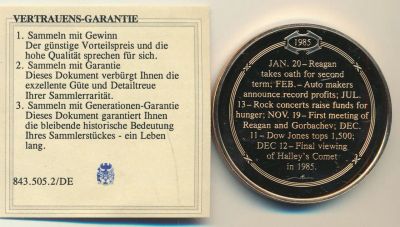 VERTRAUENS-GARANTIE
1. Sammeln mit Gewinn
Der günstige Vorteilspreis und die
hohe Qualität sprechen für sich.
2. Sammeln mit Garantie
Dieses Dokument verbürgt Ihnen die
exzellente Güte und Detailtreue
Ihrer Sammlerrarität.
3. Sammeln mit Generationen-Garantie
Dieses Dokument garantiert Ihnen
die bleibende historische Bedeutung
Ihres Sammlerstückes - ein Leben
lang.
843.505.2/DE
1985
JAN. 20–Reagan
takes oath for second
term; FEB.–Auto makers
announce record profits; JUL.
13–Rock concerts raise funds for
hunger; NOV. 19–First meeting of
Reagan and Gorbachev; DEC.
11–Dow Jones tops 1,500;
DEC 12–Final viewing
of Halley's Comet
in 1985.